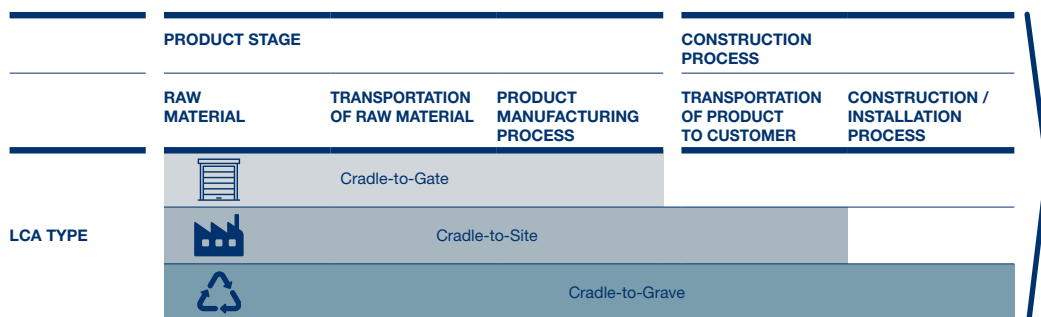 PRODUCT STAGE
CONSTRUCTION
PROCESS
RAW
MATERIAL
TRANSPORTATION
OF RAW MATERIAL
PRODUCT
MANUFACTURING
PROCESS
TRANSPORTATION
OF PRODUCT
TO CUSTOMER
CONSTRUCTION /
INSTALLATION
PROCESS
Cradle-to-Gate
LCA TYPE
Cradle-to-Site
Cradle-to-Grave